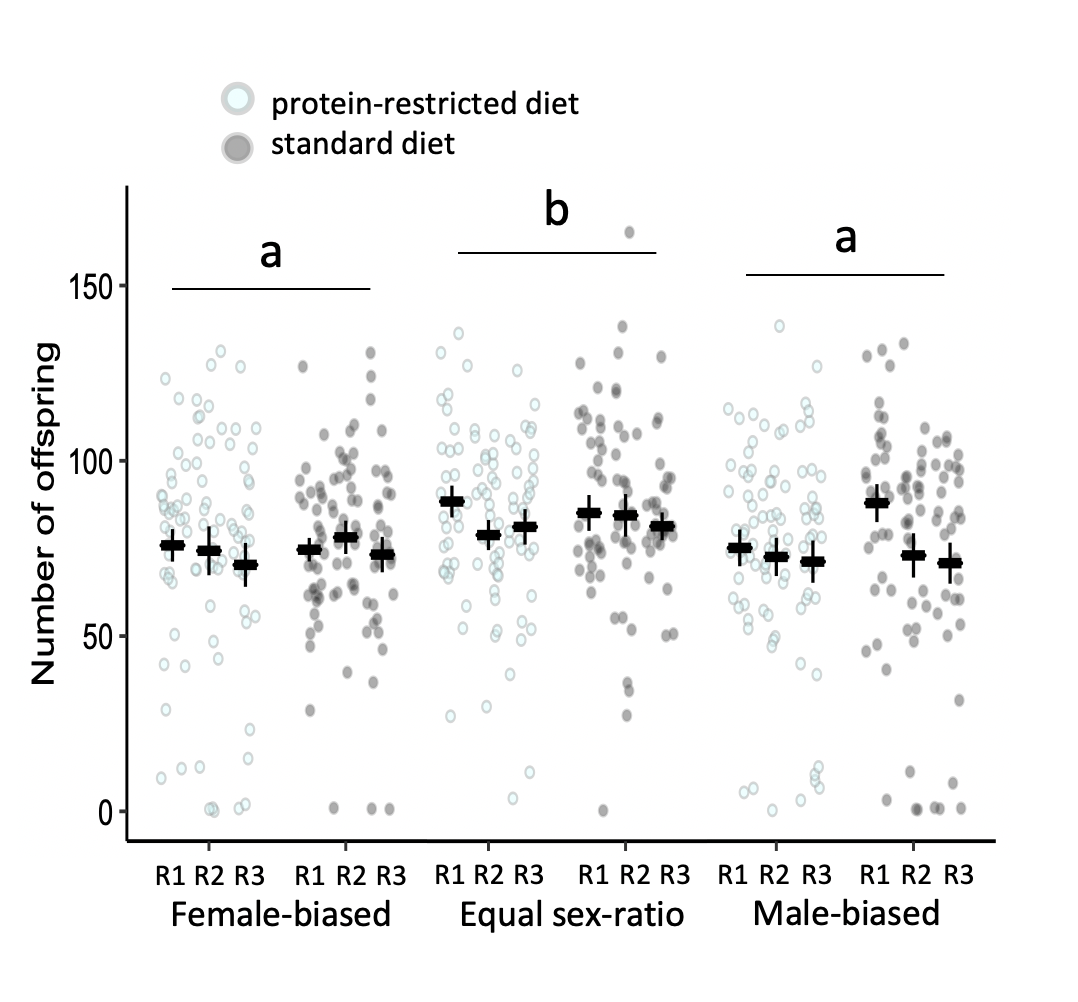 protein-restricted diet
standard diet
b
a
a
150
100
50
0
Number of offspring
R1 R2 R3 R1 R2 R3 R1 R2 R3 R1 R2 R3 R1 R2 R3 R1 R2 R3
Female-biased Equal sex-ratio Male-biased